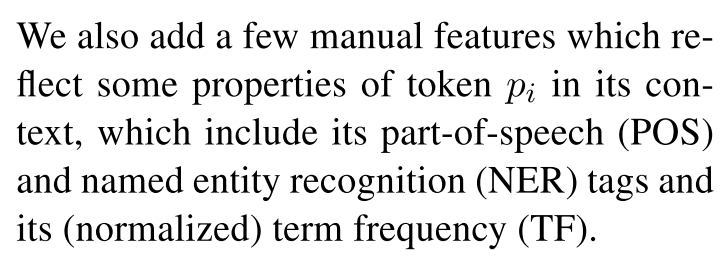 We also add a few manual features which re-
flect some properties of token p_i in its con-
text, which include its part-of-speech (POS)
and named entity recognition (NER) tags and
its (normalized) term frequency (TF).